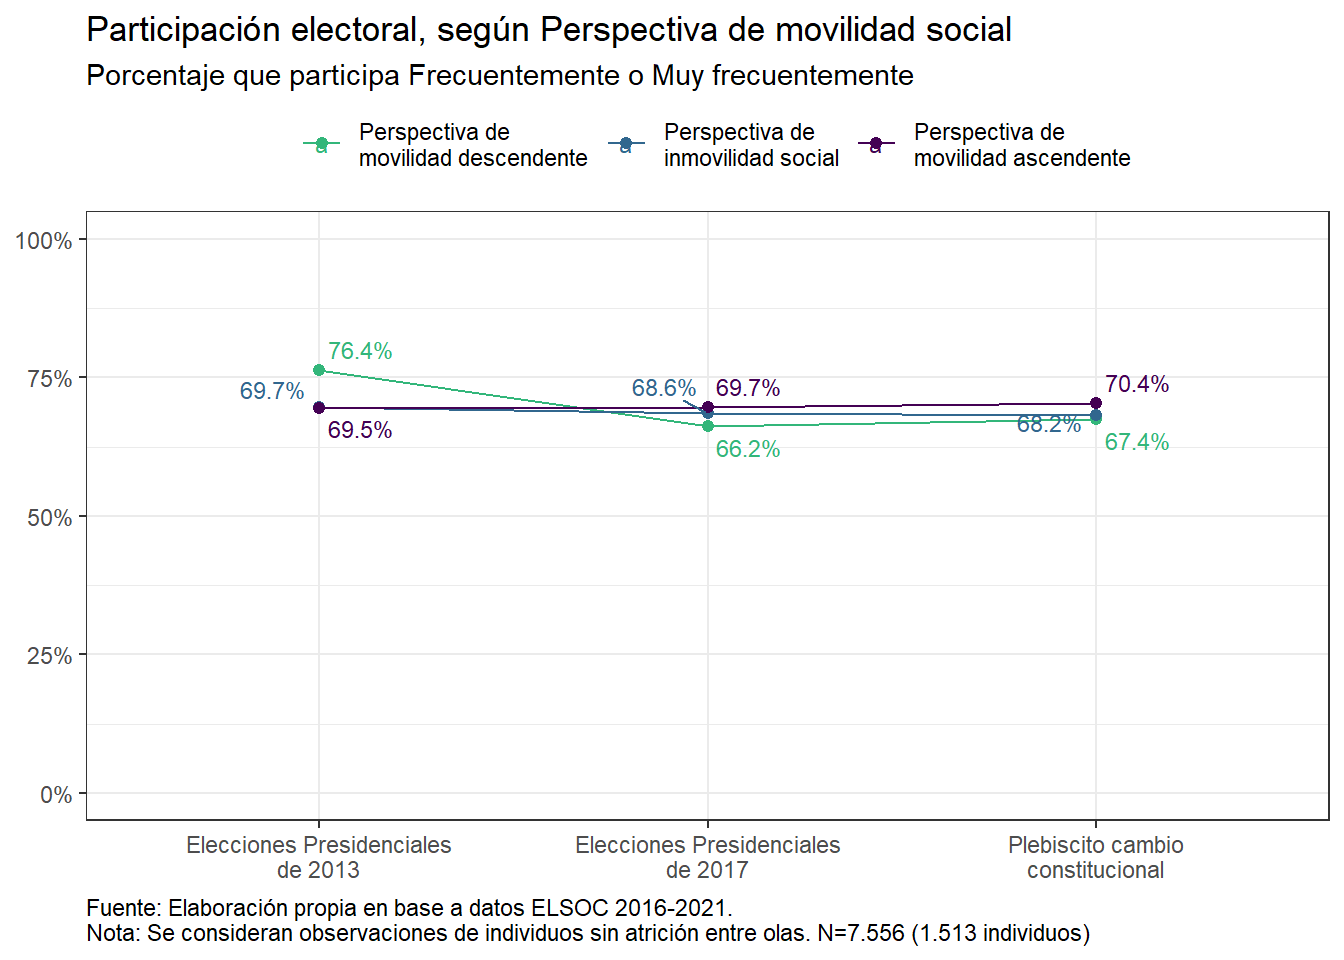 Participación electoral, según Perspectiva de movilidad social
Porcentaje que participa Frecuentemente o Muy frecuentemente
a Perspectiva de
movilidad descendente
a Perspectiva de
inmovilidad social
a Perspectiva de
movilidad ascendente
100%
75%
50%
25%
0%
76.4%
69.7%
69.5%
68.6%
69.7%
66.2%
70.4%
68.2%
67.4%
Elecciones Presidenciales
de 2013
Elecciones Presidenciales
de 2017
Plebiscito cambio
constitucional
Fuente: Elaboración propia en base a datos ELSOC 2016-2021.
Nota: Se consideran observaciones de individuos sin atrición entre olas. N=7.556 (1.513 individuos)